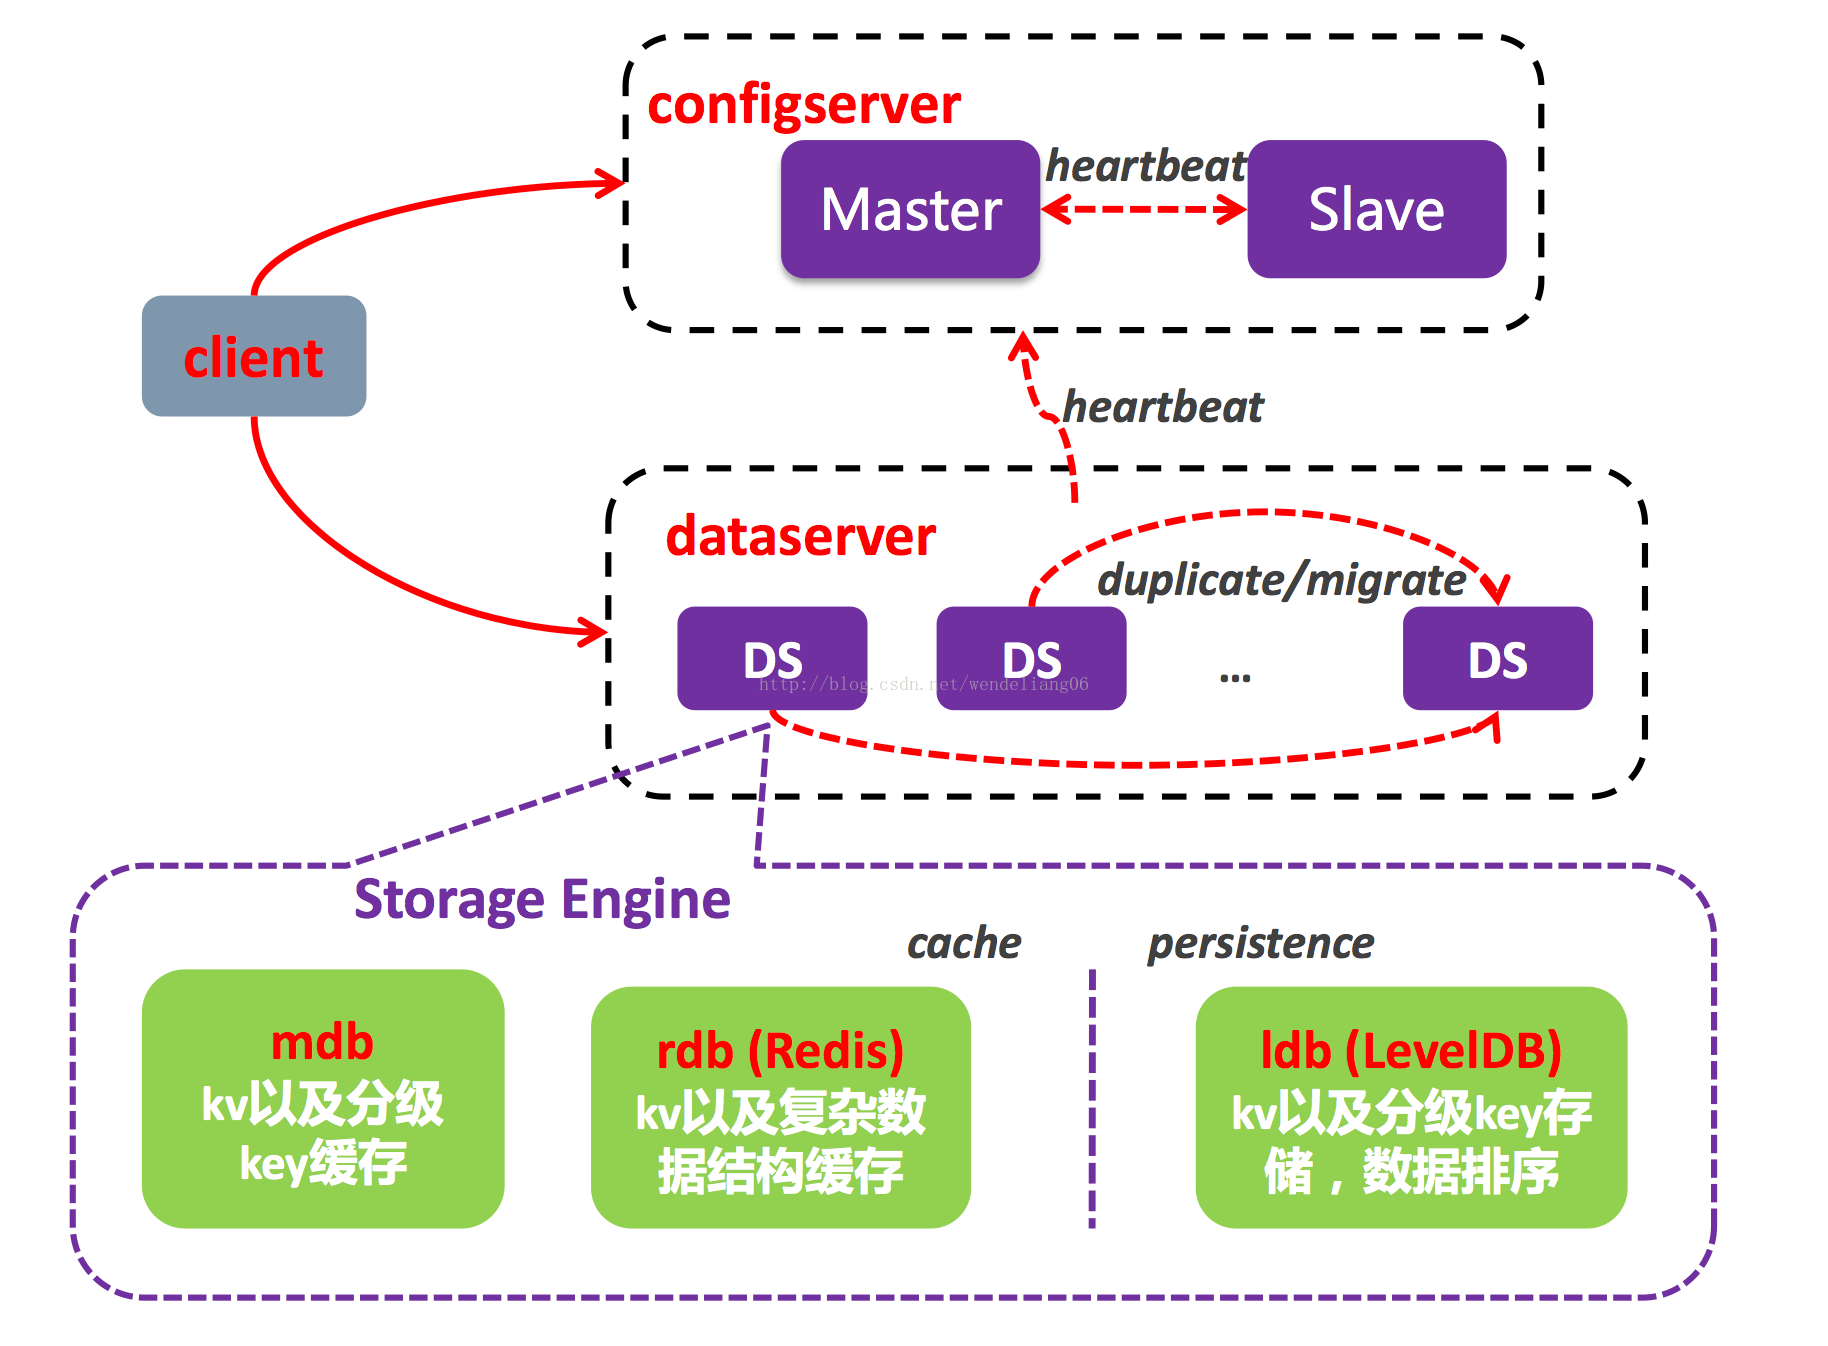 configserver
heartbeat
Master
Slave
client
heartbeat
dataserver
duplicate/migrate
DS
DS
...
DS
http://blog.csdn.net/wendeliang06
Storage Engine
cache
persistence
mdb
kv以及分级
key缓存
rdb (Redis)
kv以及复杂数
据结构缓存
ldb (LevelDB)
kv以及分级key存
储，数据排序